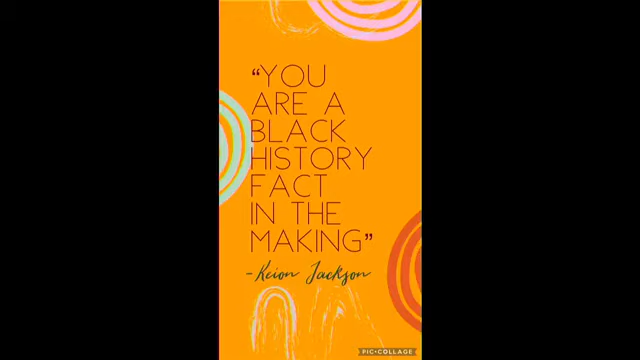 “YOU
ARE A
BLACK
HISTORY
FACT
IN THE
MAKING”
-Keion Jackson
PIC•COLLAGE